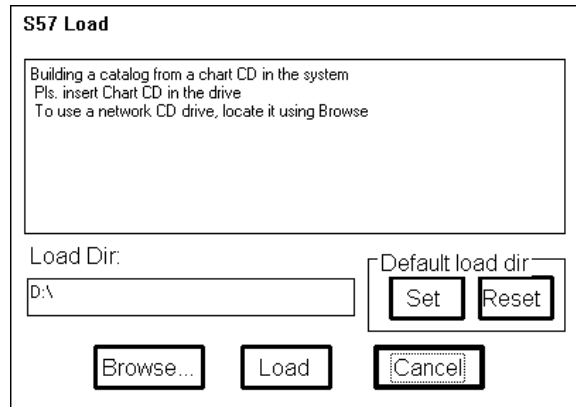 S57 Load
Building a catalog from a chart CD in the system
Pls. insert Chart CD in the drive
To use a network CD drive, locate it using Browse
Load Dir:
D:\
Default load dir
Set
Reset
Browse...
Load
Cancel